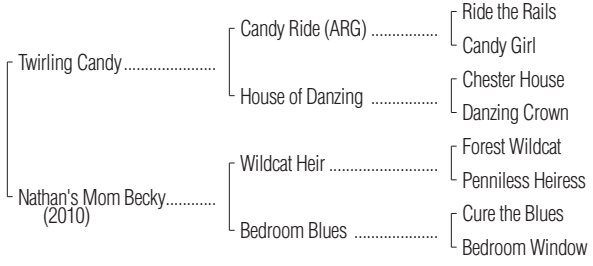 Ride the Rails
Candy Ride (ARG) ................
Candy Girl
Twirling Candy......................
Chester House
House of Danzing ................
Danzing Crown
Forest Wildcat
Wildcat Heir ..........................
Penniless Heiress
Nathan's Mom Becky............
(2010)
Cure the Blues
Bedroom Blues ....................
Bedroom Window